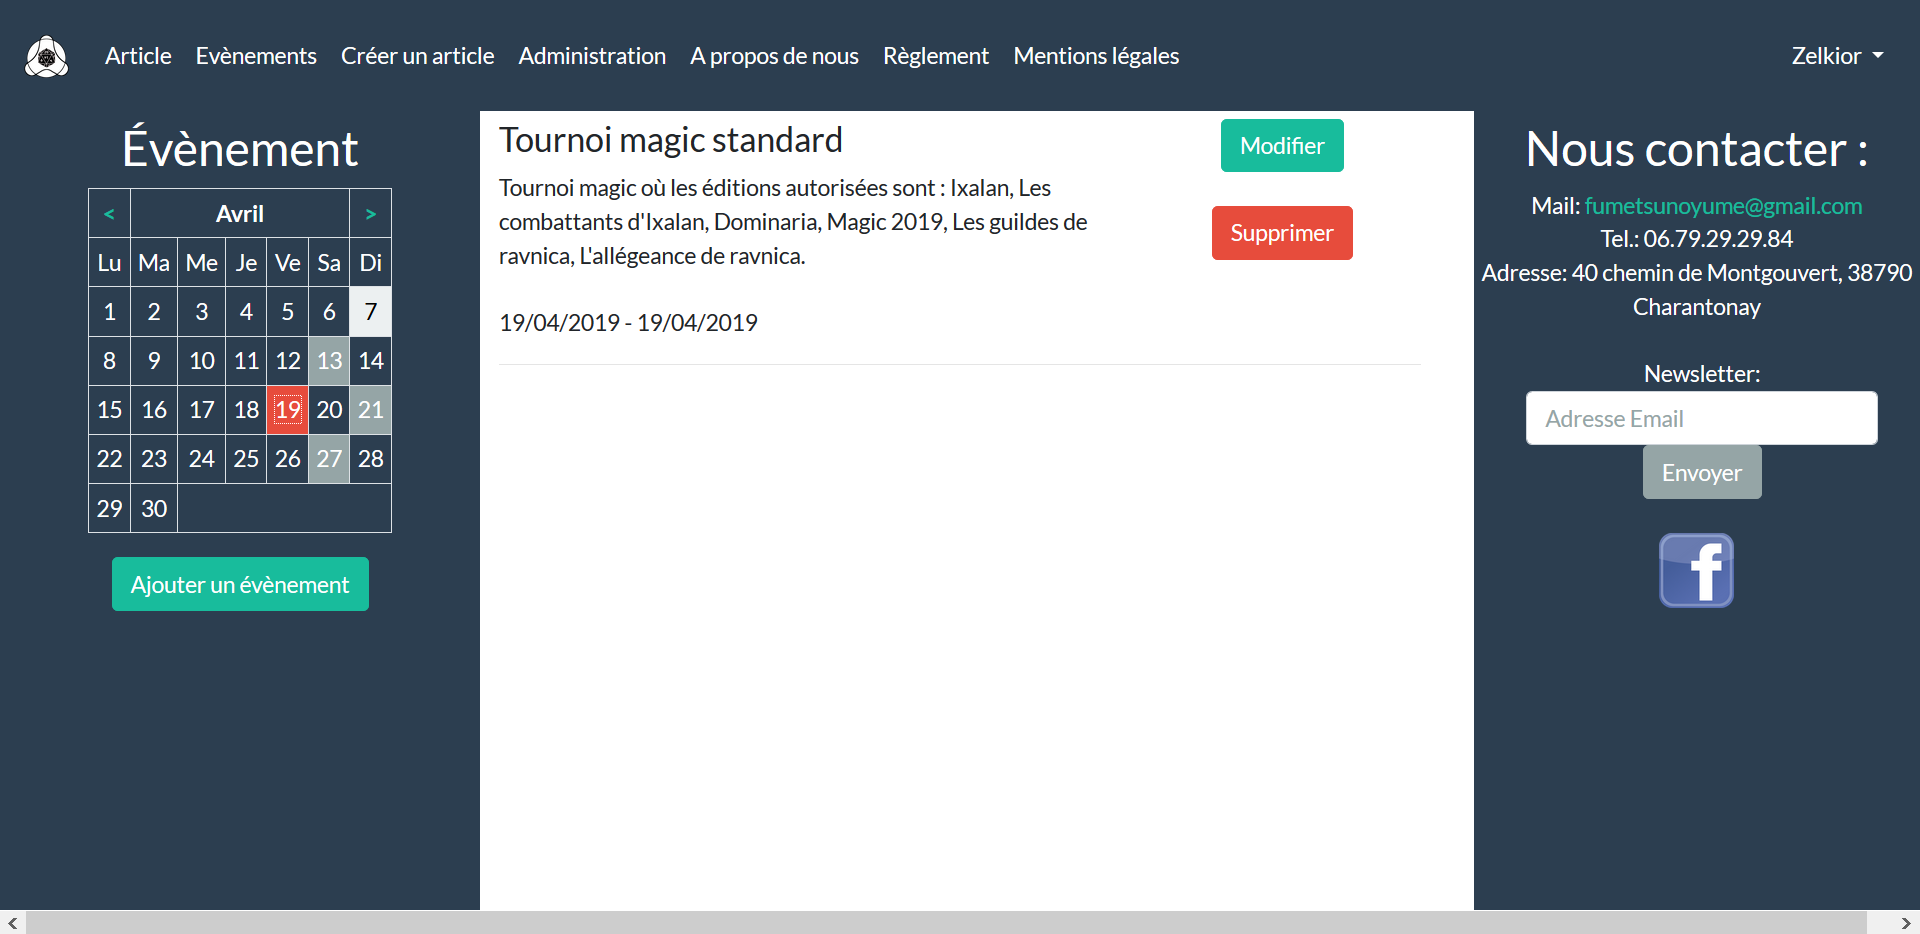 Article Evènements Créer un article Administration A propos de nous Règlement Mentions légales Zelkior
Évènement
< Avril >
Lu Ma Me Je Ve Sa Di
1 2 3 4 5 6 7
8 9 10 11 12 13 14
15 16 17 18 19 20 21
22 23 24 25 26 27 28
29 30
Ajouter un évènement
Tournoi magic standard
Modifier
Tournoi magic où les éditions autorisées sont : Ixalan, Les
combattants d'Ixalan, Dominaria, Magic 2019, Les guildes de
ravnica, L'allégeance de ravnica.
Supprimer
19/04/2019 - 19/04/2019
Nous contacter :
Mail: fumetsunoyume@gmail.com
Tel.: 06.79.29.29.84
Adresse: 40 chemin de Montgouvert, 38790
Charantonay
Newsletter:
Adresse Email
Envoyer
f